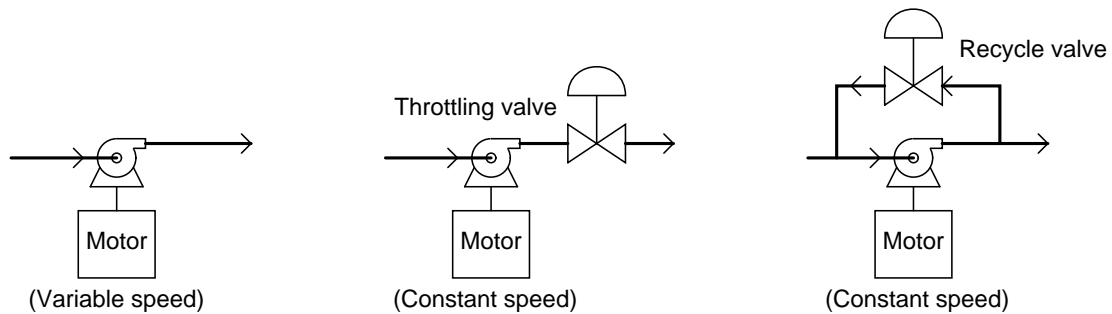 Recycle valve
Throttling valve
Motor
Motor
Motor
(Variable speed)
(Constant speed)
(Constant speed)